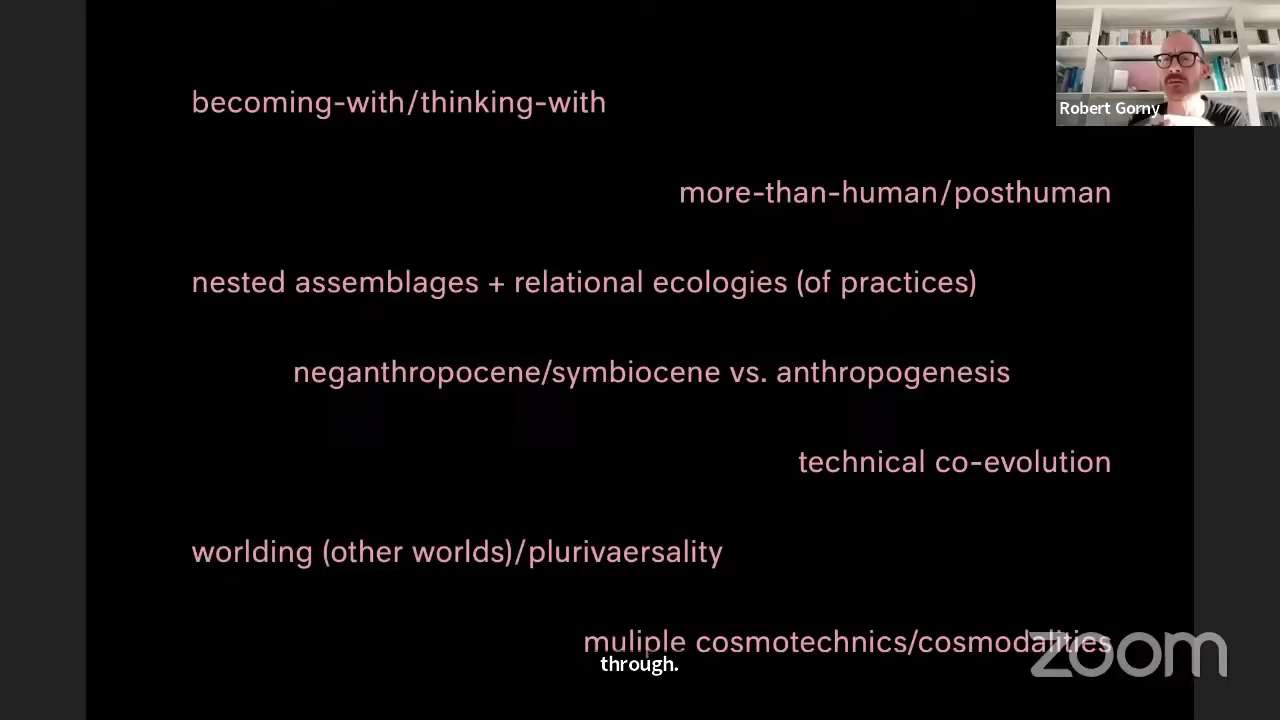 becoming-with/thinking-with
Robert Gorny
more-than-human/posthuman
nested assemblages + relational ecologies (of practices)
neganthropocene/symbiocene vs. anthropogenesis
technical co-evolution
worlding (other worlds)/plurivaersality
muliple cosmotechnics/cosmodalities
through.
zoom